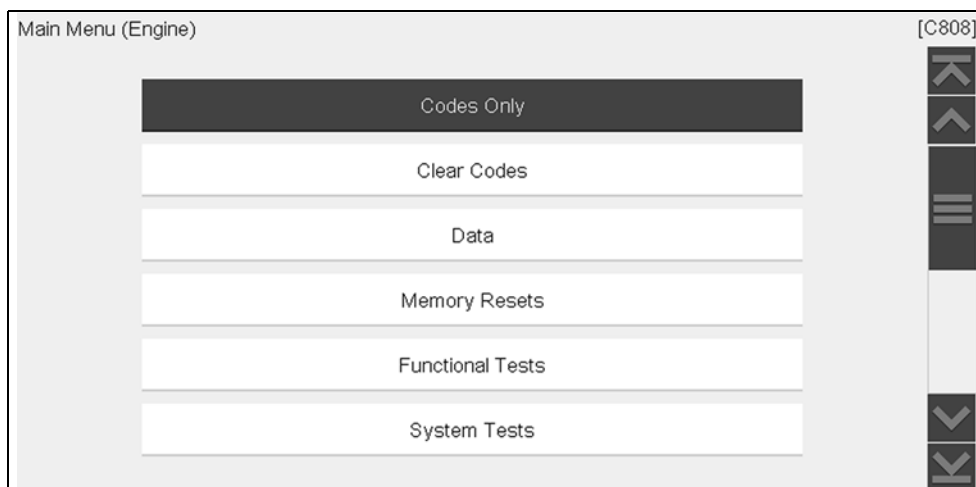 Main Menu (Engine) [C808]
Codes Only
Clear Codes
Data
Memory Resets
Functional Tests
System Tests